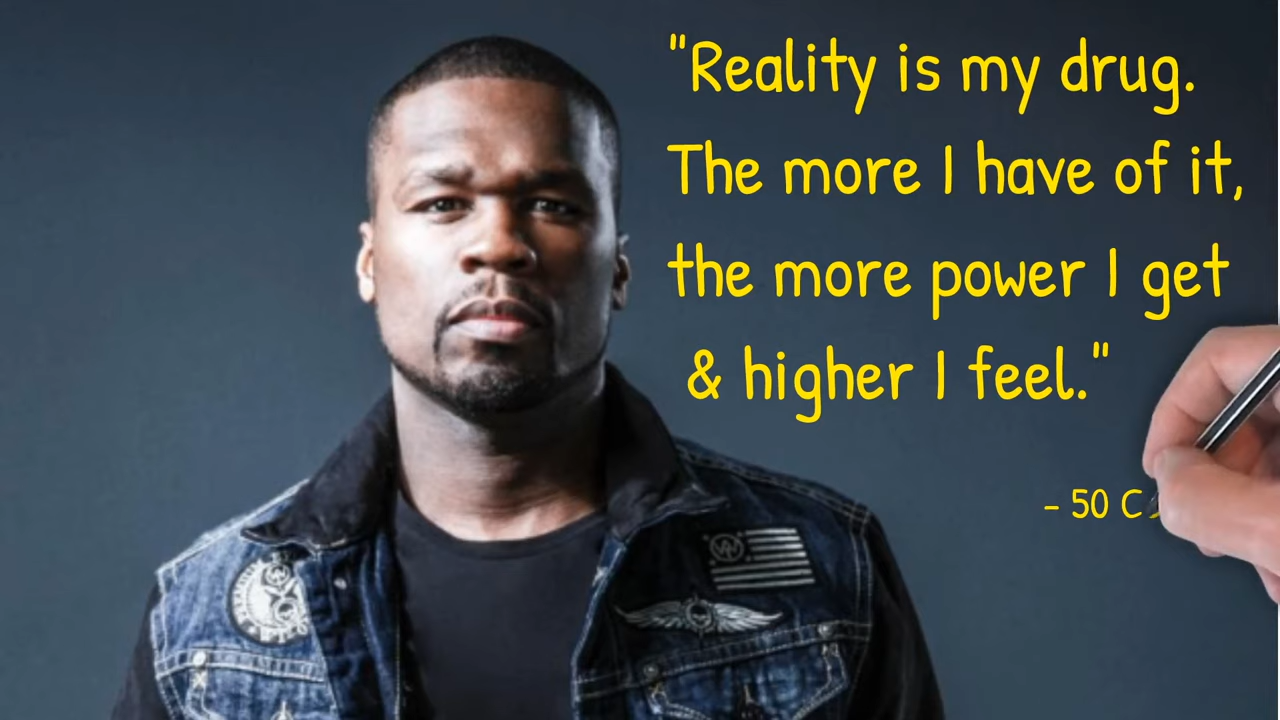 "Reality is my drug.
The more I have of it,
the more power I get
& higher I feel."
- 50 C